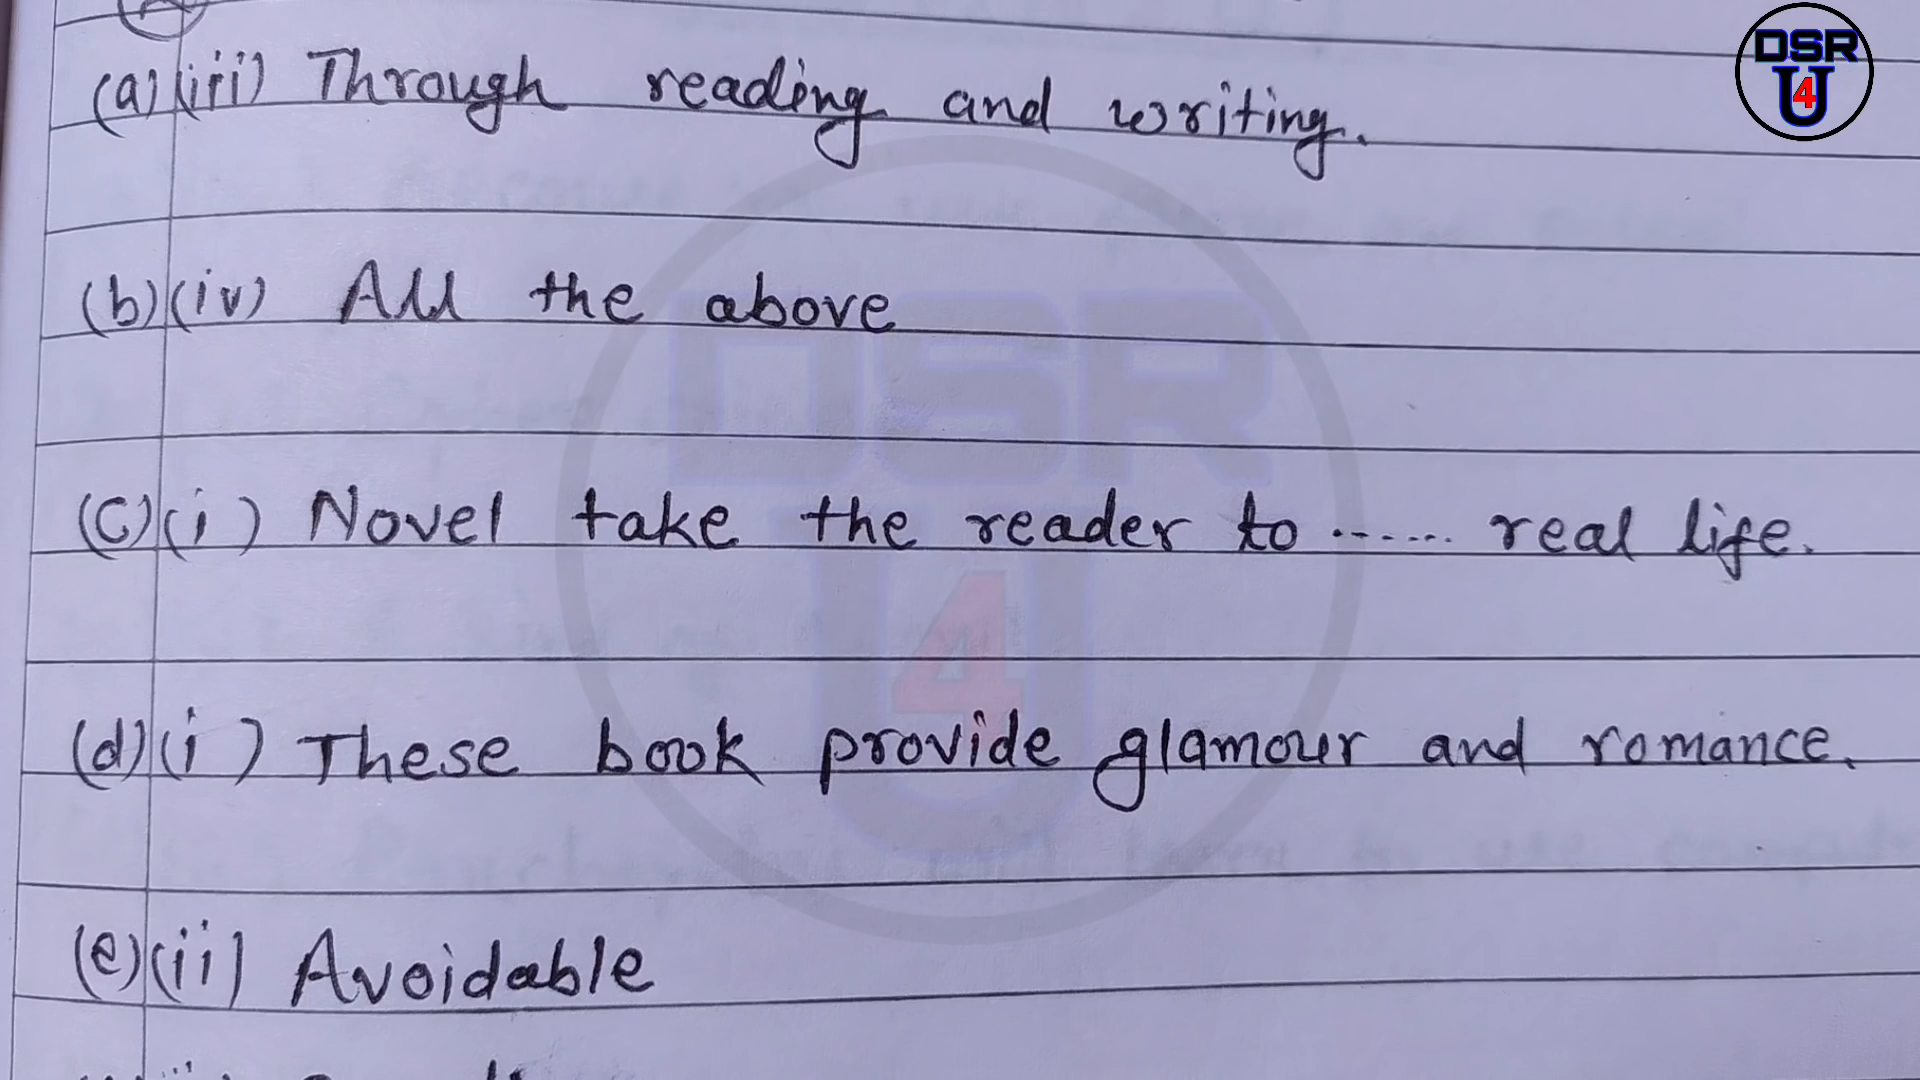 DSR
U
4
(a) (iii) Through reading and writing.
(b) (iv) All the above
(c) (i) Novel take the reader to ...... real life.
(d) (i) These book provide glamour and romance.
(e) (ii) Avoidable